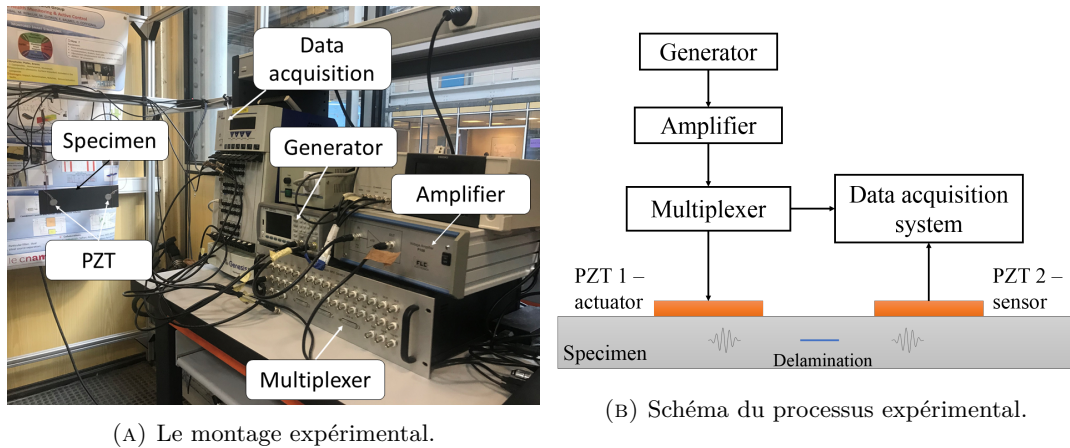 Data
acquisition
Specimen
Generator
Amplifier
PZT
Multiplexer
(A) Le montage expérimental.
Generator
Amplifier
Multiplexer
Data acquisition
system
PZT 1 –
actuator
PZT 2 –
sensor
Specimen
Delamination
(B) Schéma du processus expérimental.